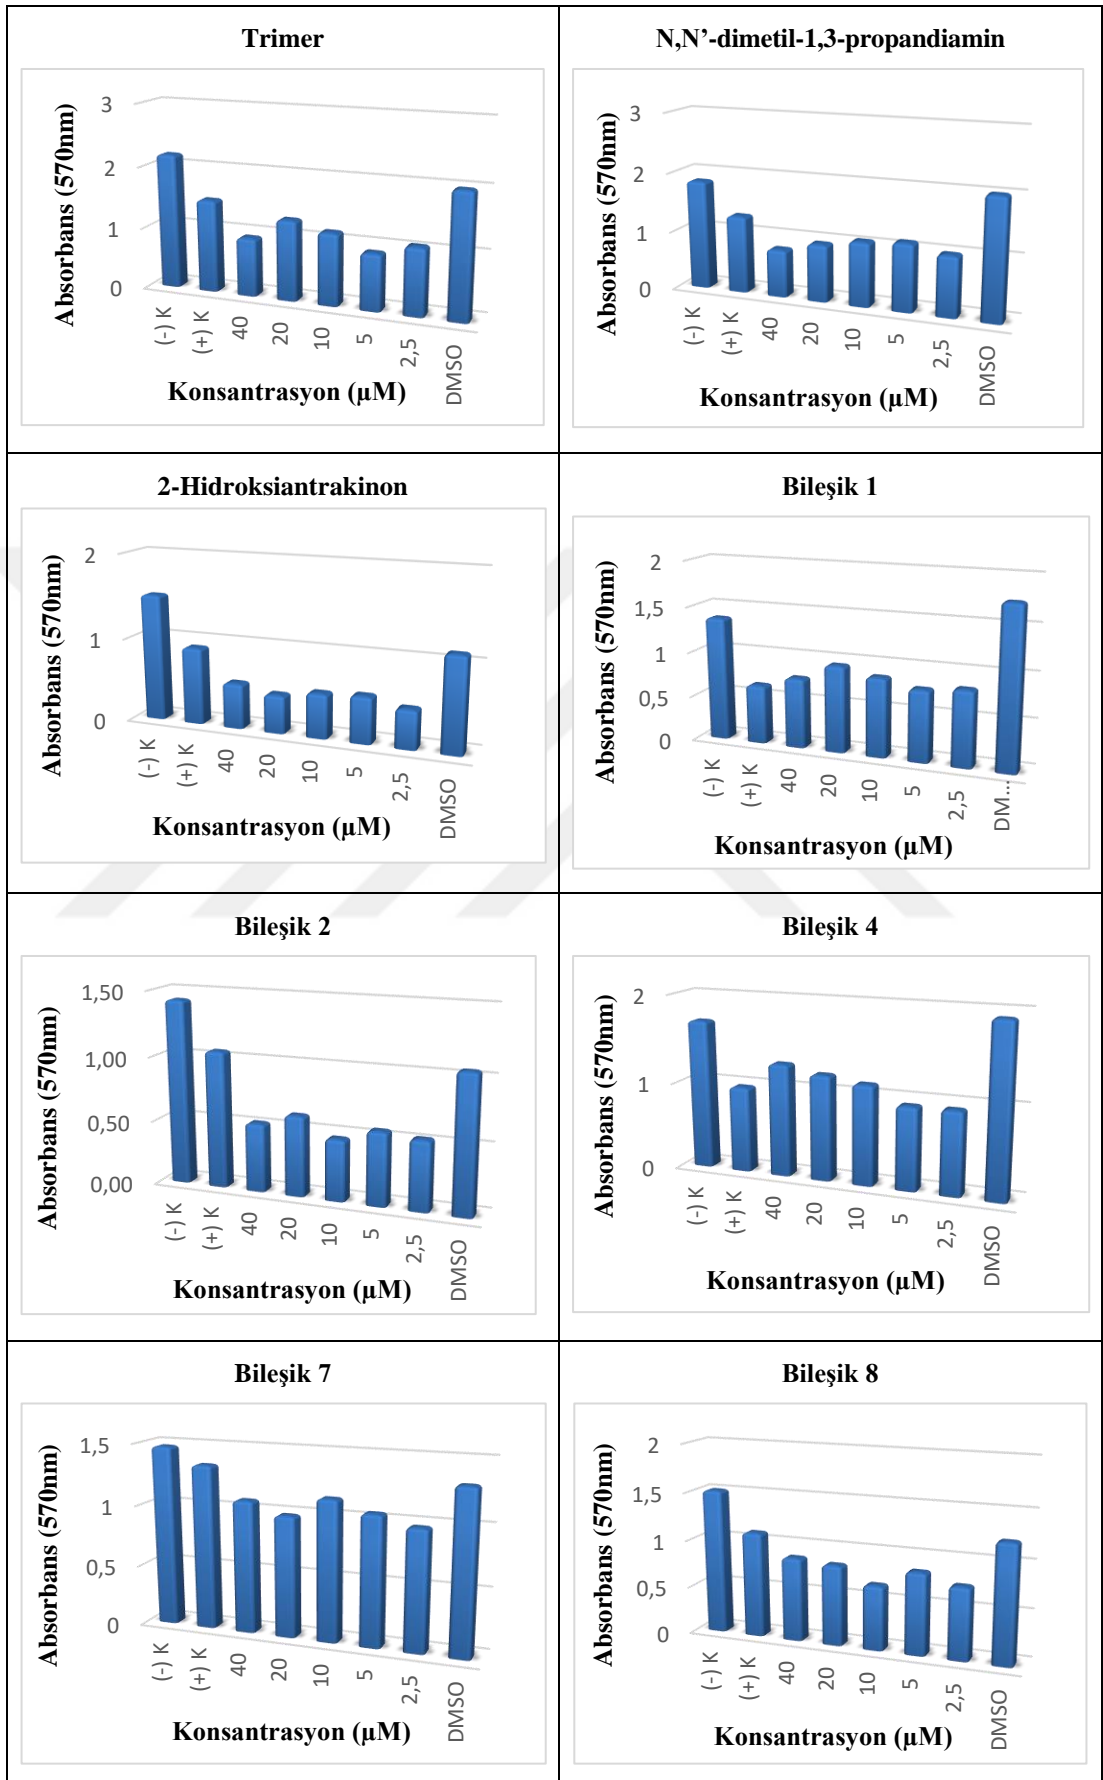 Trimer
Absorbans (570nm)
3
2
1
0
(-) K
(+) K
40
20
10
5
2,5
DMSO
Konsantrasyon (µM)
N,N’-dimetil-1,3-propandiamin
Absorbans (570nm)
3
2
1
0
(-) K
(+) K
40
20
10
5
2,5
DMSO
Konsantrasyon (µM)
2-Hidroksiantrakinon
Absorbans (570nm)
2
1
0
(-) K
(+) K
40
20
10
5
2,5
DMSO
Konsantrasyon (µM)
Bileşik 1
Absorbans (570nm)
2
1,5
1
0,5
0
(-) K
(+) K
40
20
10
5
2,5
DM...
Konsantrasyon (µM)
Bileşik 2
Absorbans (570nm)
1,50
1,00
0,50
0,00
(-) K
(+) K
40
20
10
5
2,5
DMSO
Konsantrasyon (µM)
Bileşik 4
Absorbans (570nm)
2
1
0
(-) K
(+) K
40
20
10
5
2,5
DMSO
Konsantrasyon (µM)
Bileşik 7
Absorbans (570nm)
1,5
1
0,5
0
(-) K
(+) K
40
20
10
5
2,5
DMSO
Konsantrasyon (µM)
Bileşik 8
Absorbans (570nm)
2
1,5
1
0,5
0
(-) K
(+) K
40
20
10
5
2,5
DMSO
Konsantrasyon (µM)